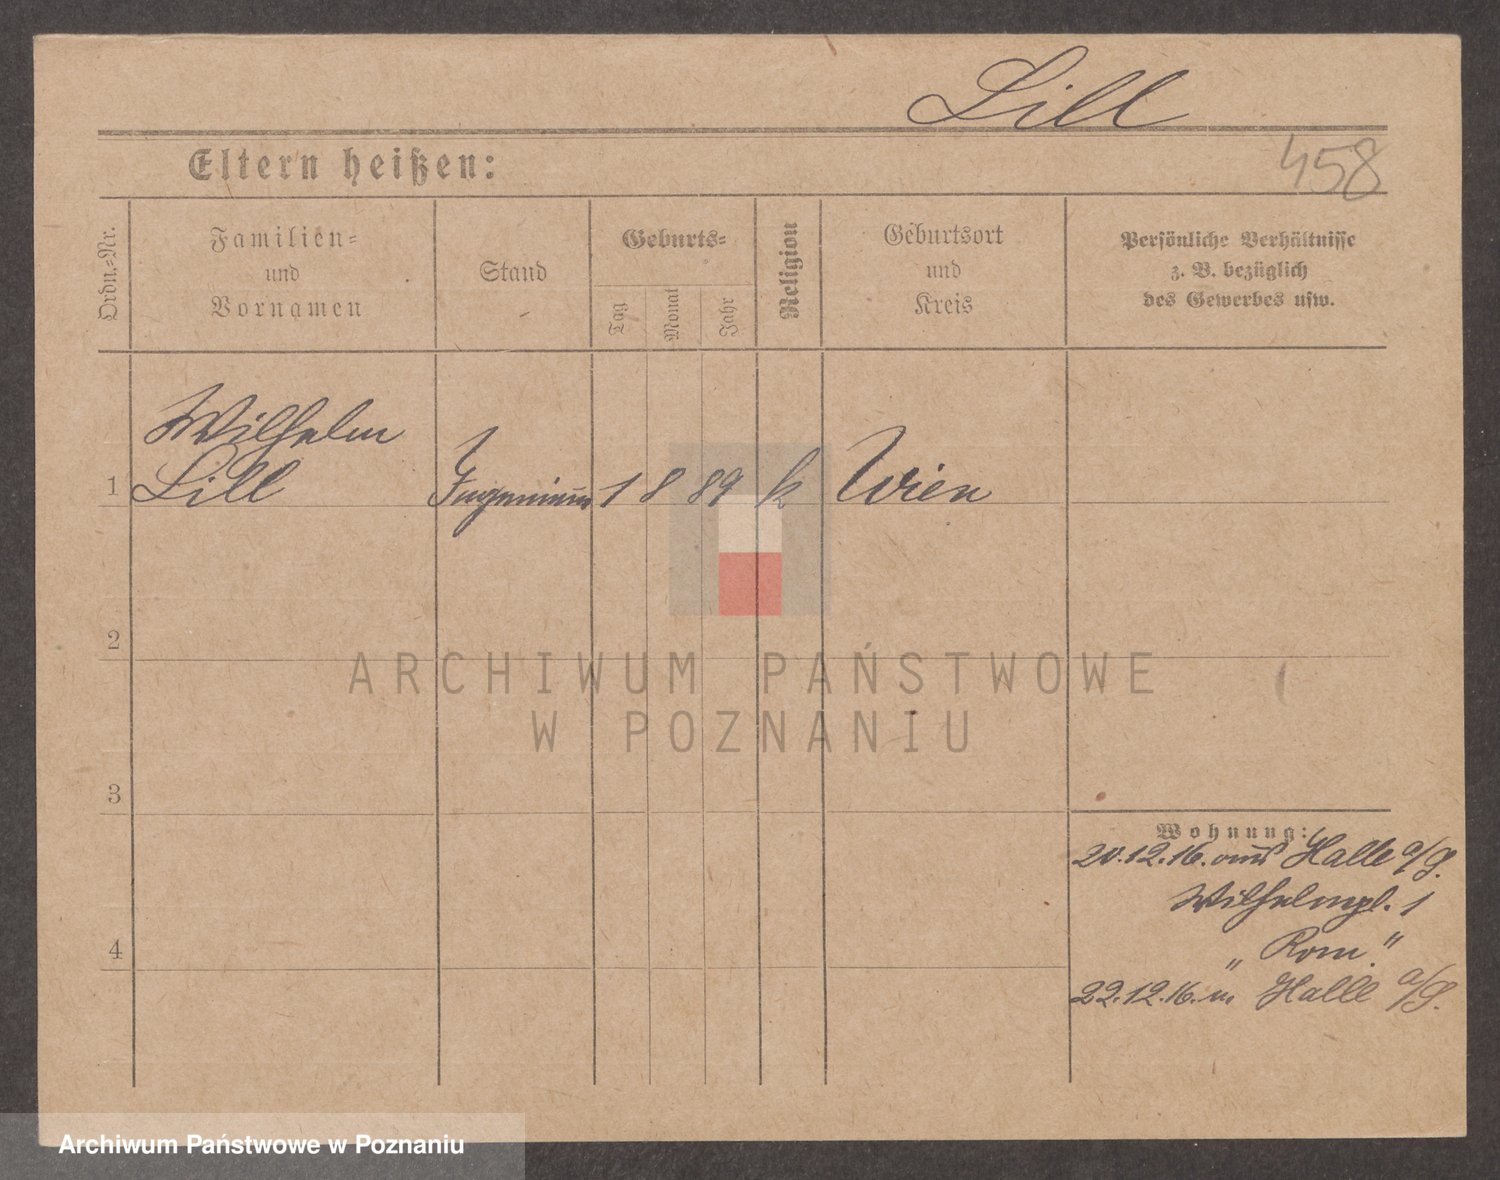 Lill
Eltern heißen:
458
Ordn.-Nr.
Familien-
und
Vornamen
Stand
Geburts-
Tag
Monat
Jahr
Religion
Geburtsort
und
Kreis
Persönliche Verhältnisse
z. B. bezüglich
des Gewerbes usw.
Wilhelm
1 Lill Ingenieur 1 8 89 k Wien
2
ARCHIWUM PAŃSTWOWE
W POZNANIU
3
Wohnung:
20.12.16. aus Halle a/S.
Wilhelmpl. 1
4
„Rom."
22.12.16. n. Halle a/S.
Archiwum Państwowe w Poznaniu